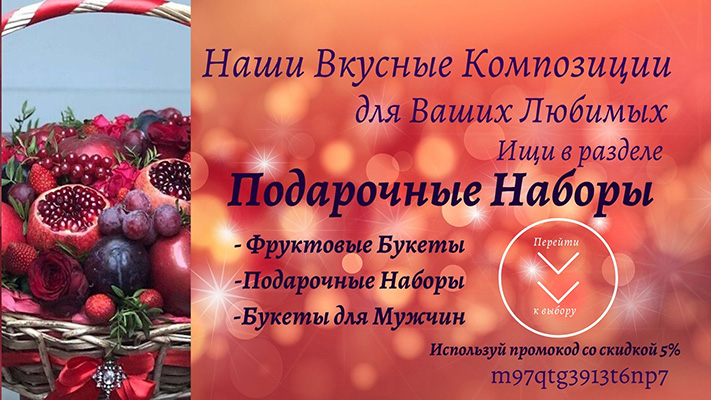 Наши Вкусные Композиции
для Ваших Любимых
Ищи в разделе
Подарочные Наборы
- Фруктовые Букеты
-Подарочные Наборы
-Букеты для Мужчин
Перейти
к выбору
Используй промокод со скидкой 5%
m97qtg3913t6np7